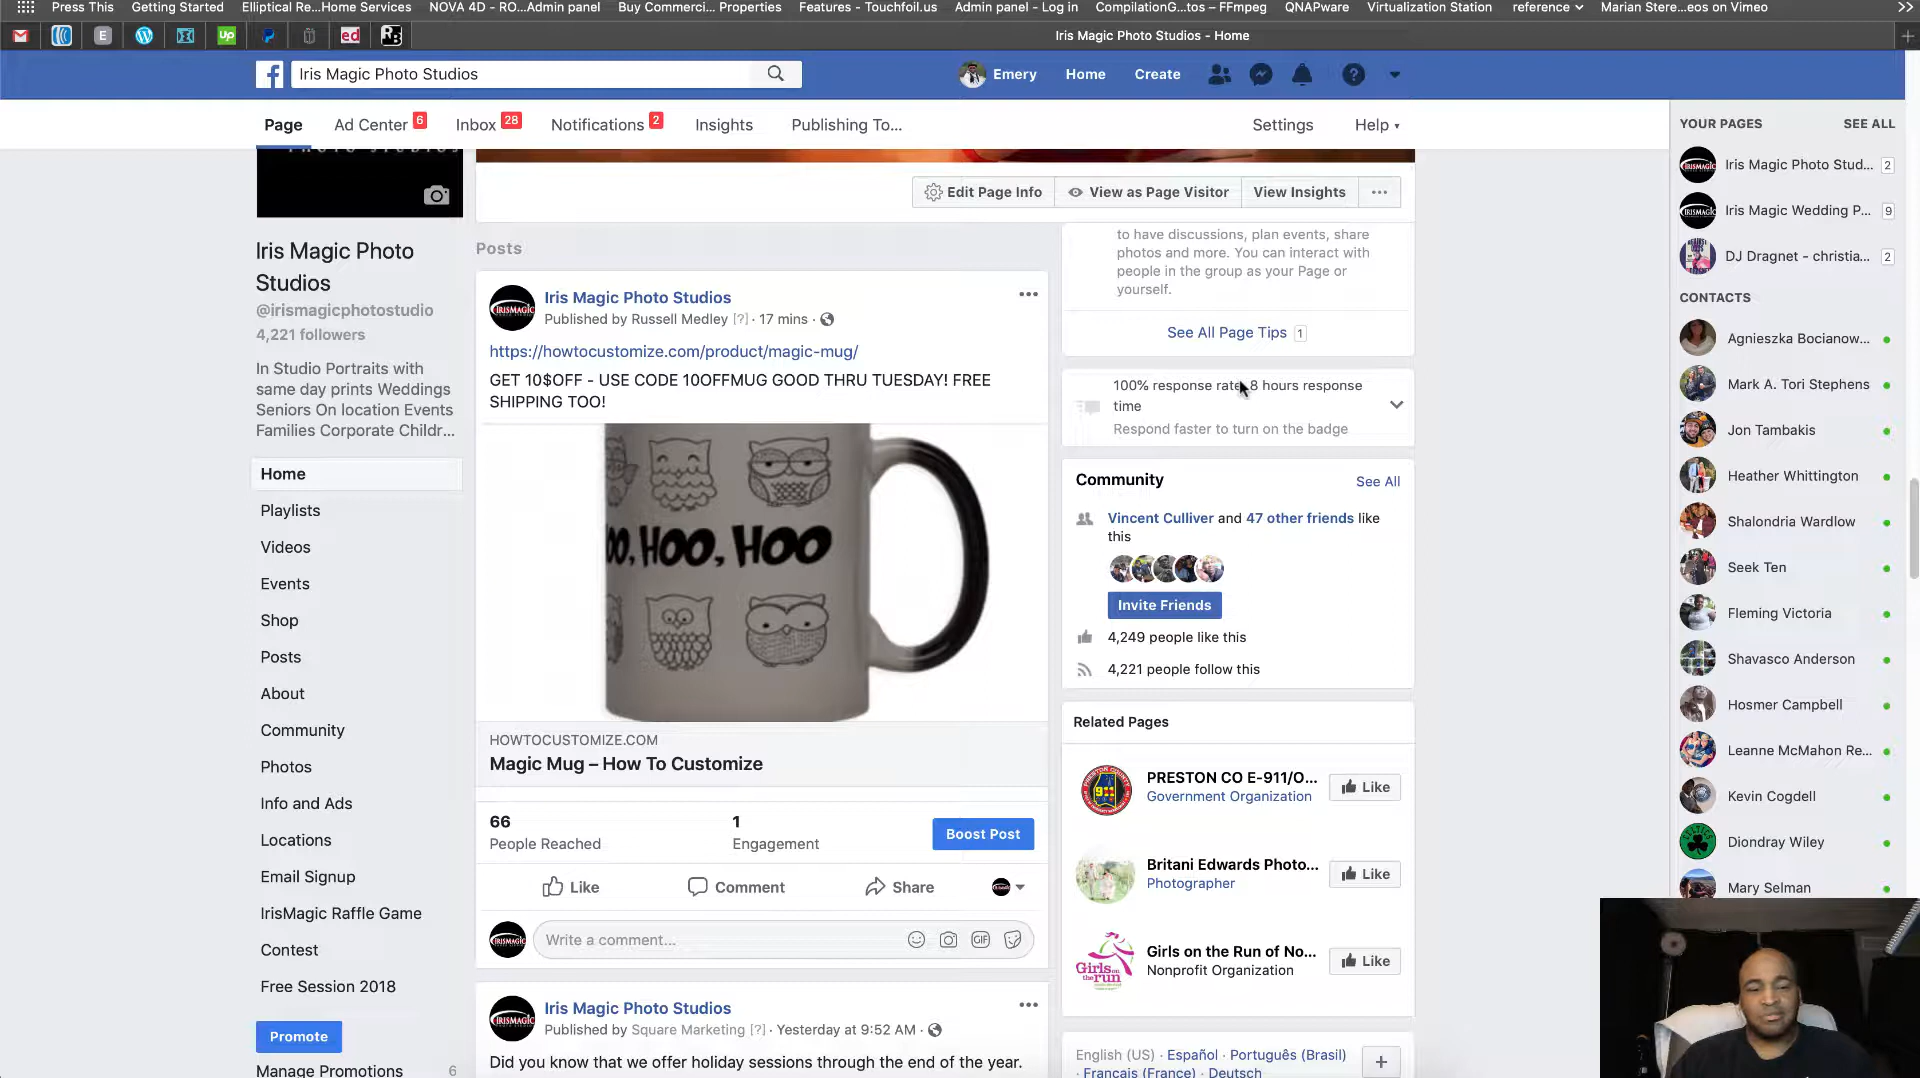 Press This Getting Started Elliptical Re...Home Services NOVA 4D - RO...Admin panel Buy Commerci... Properties Features - Touchfoil.us Admin panel - Log in CompilationG...tos – FFmpeg QNAPware Virtualization Station reference Marian Stere...eos on Vimeo
E Up ed RB Iris Magic Photo Studios - Home
Iris Magic Photo Studios Emery Home Create
Page Ad Center 6 Inbox 28 Notifications 2 Insights Publishing To... Settings Help
Edit Page Info View as Page Visitor View Insights
Iris Magic Photo
Studios
@irismagicphotostudio
4,221 followers
In Studio Portraits with
same day prints Weddings
Seniors On location Events
Families Corporate Childr...
Home
Playlists
Videos
Events
Shop
Posts
About
Community
Photos
Info and Ads
Locations
Email Signup
IrisMagic Raffle Game
Contest
Free Session 2018
Promote
Manage Promotions 6
Posts
Iris Magic Photo Studios
Published by Russell Medley [?] · 17 mins ·
https://howtocustomize.com/product/magic-mug/
GET 10$OFF - USE CODE 10OFFMUG GOOD THRU TUESDAY! FREE
SHIPPING TOO!
OO, HOO, HOO
HOWTOCUSTOMIZE.COM
Magic Mug – How To Customize
66 1
People Reached Engagement Boost Post
Like Comment Share
IRISMAGIC Write a comment... GIF
Iris Magic Photo Studios
Published by Square Marketing [?] · Yesterday at 9:52 AM ·
Did you know that we offer holiday sessions through the end of the year.
to have discussions, plan events, share
photos and more. You can interact with
people in the group as your Page or
yourself.
See All Page Tips 1
100% response rate, 8 hours response
time
Respond faster to turn on the badge
Community See All
Vincent Culliver and 47 other friends like
this
Invite Friends
4,249 people like this
4,221 people follow this
Related Pages
PRESTON CO E-911/O...
Government Organization
Like
Britani Edwards Photo...
Photographer
Like
Girls on the Run of No...
Nonprofit Organization
Like
English (US) · Español · Português (Brasil)
Français (France) · Deutsch
YOUR PAGES SEE ALL
Iris Magic Photo Stud... 2
Iris Magic Wedding P... 9
DJ Dragnet - christia... 2
CONTACTS
Agnieszka Bocianow...
Mark A. Tori Stephens
Jon Tambakis
Heather Whittington
Shalondria Wardlow
Seek Ten
Fleming Victoria
Shavasco Anderson
Hosmer Campbell
Leanne McMahon Re...
Kevin Cogdell
Diondray Wiley
Mary Selman